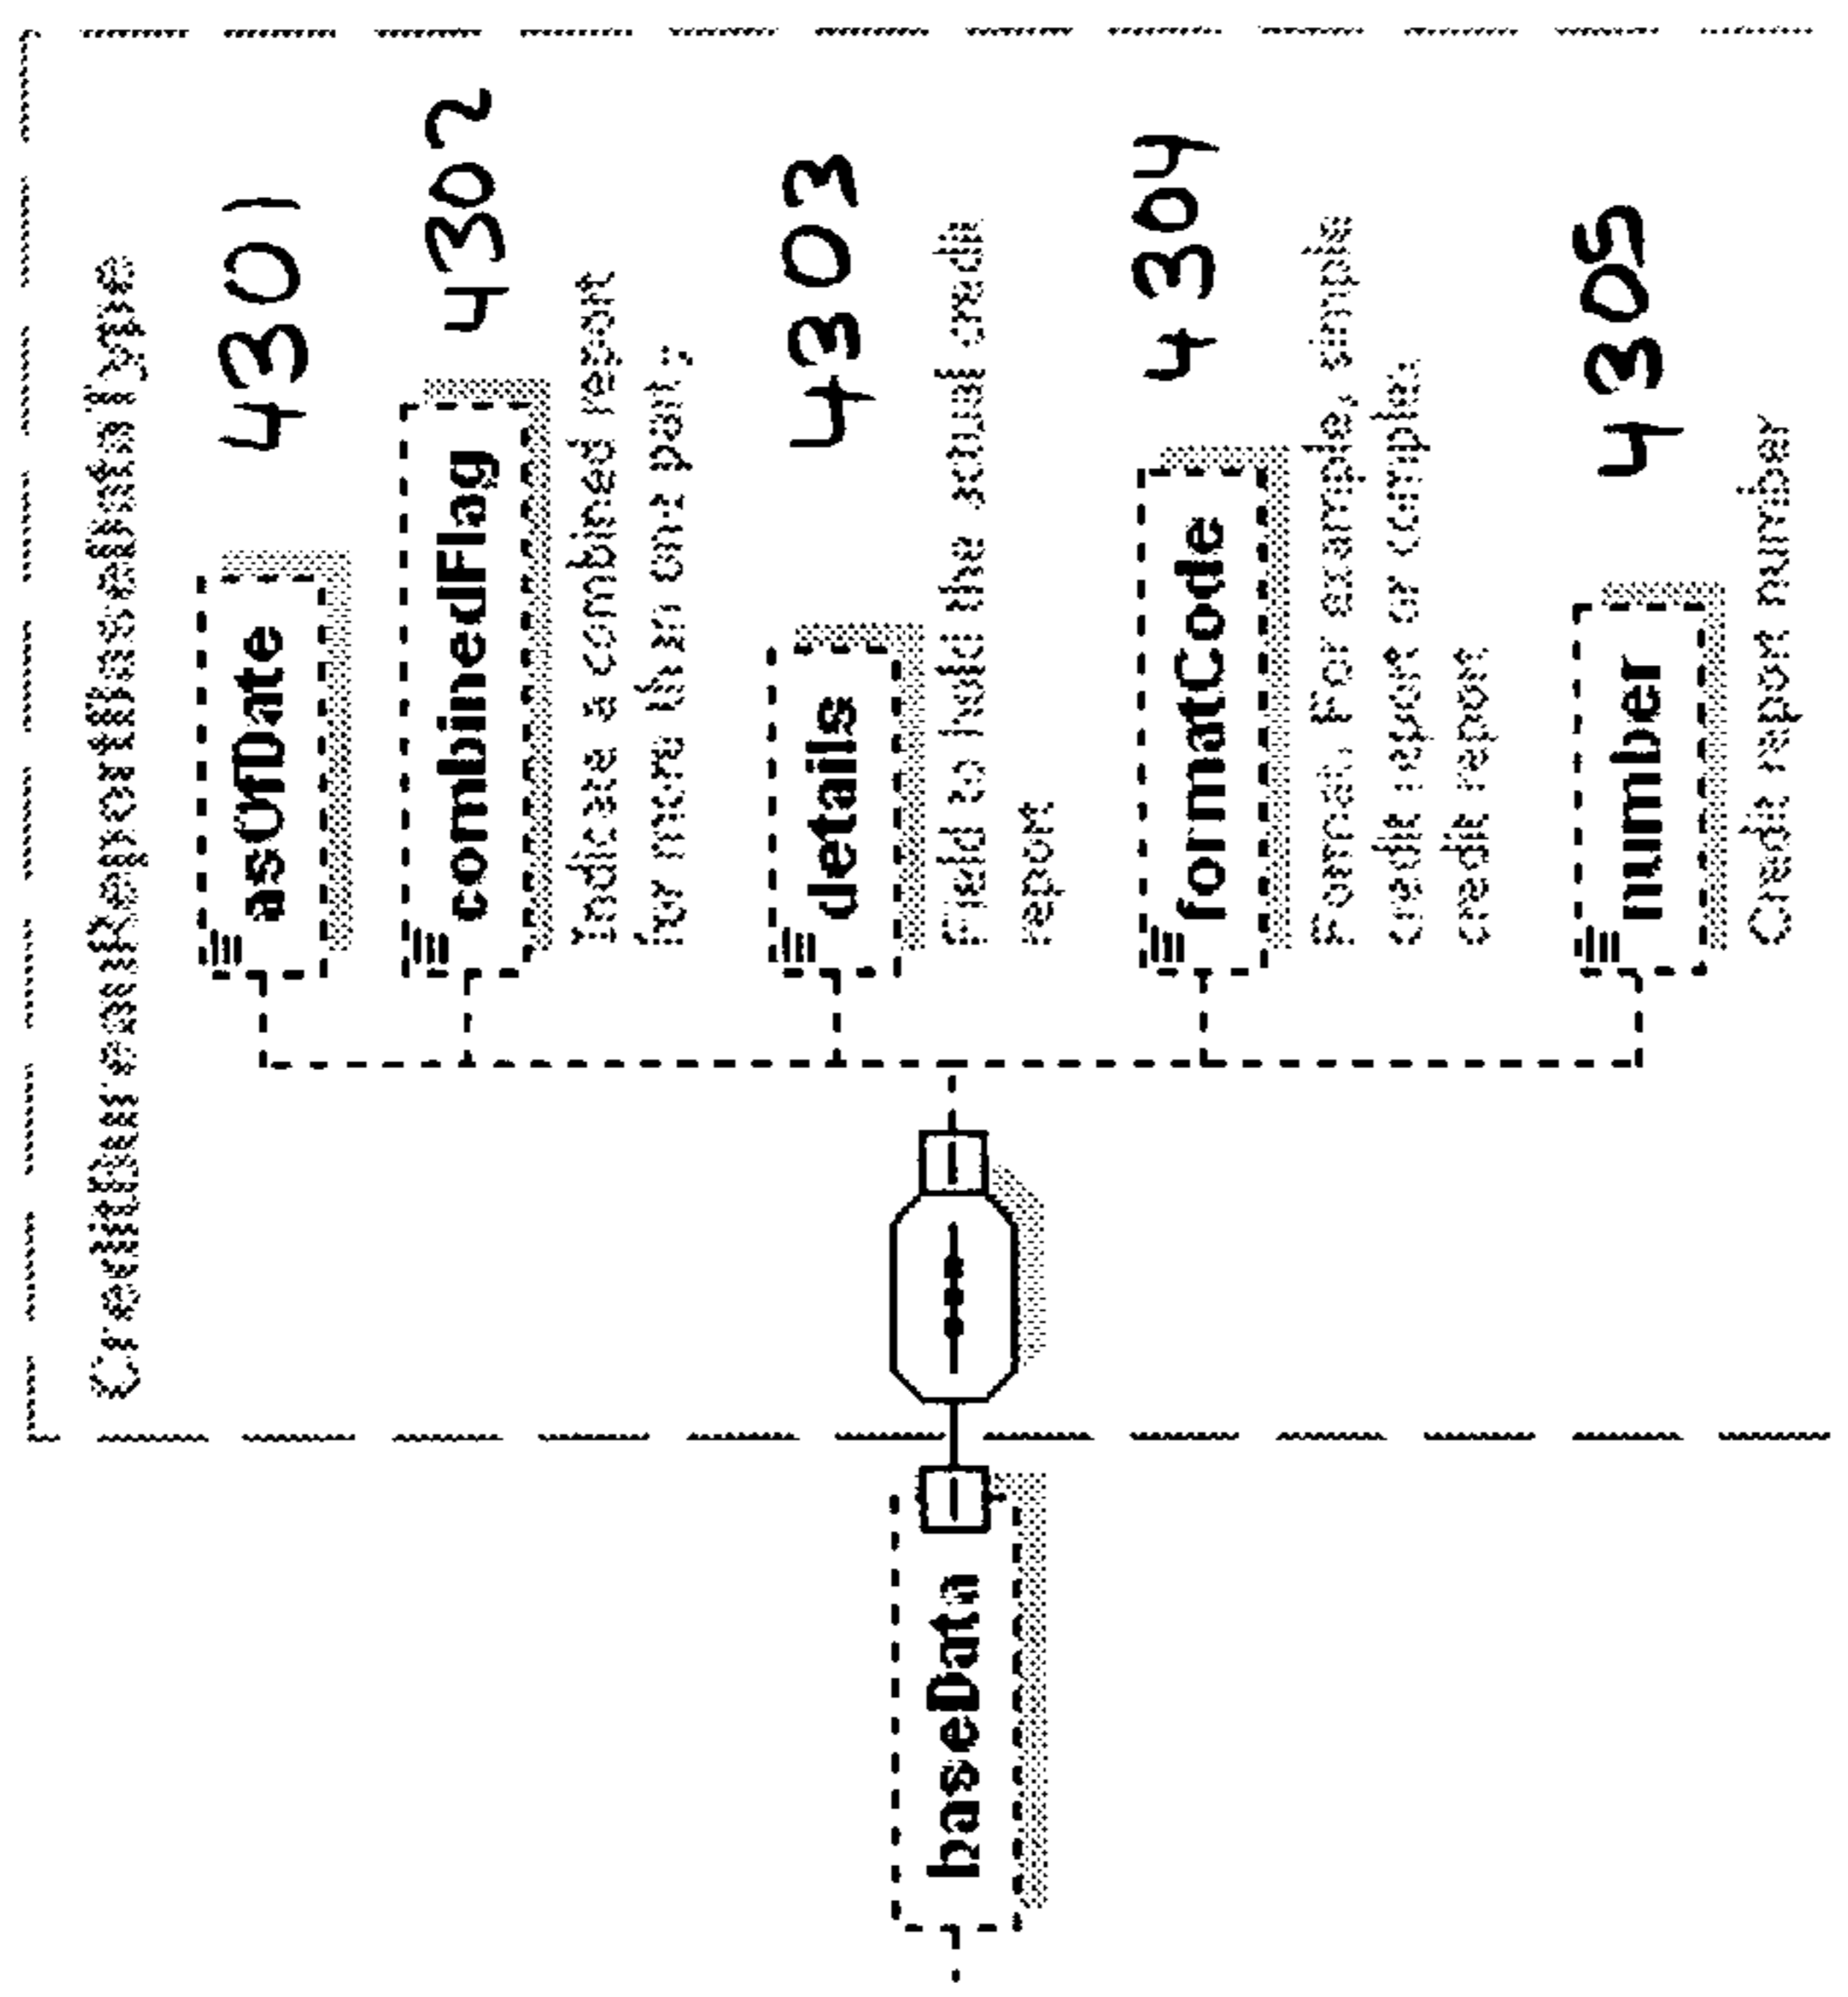 asOfDate 4301
combinedFlag 4302
Indicates a combined report
for more than one party
details 4303
Field to hold the actual credit
report
formatCode 4304
Format. For example, simple
credit report or complex
credit report
baseData
number 4305
Credit report number